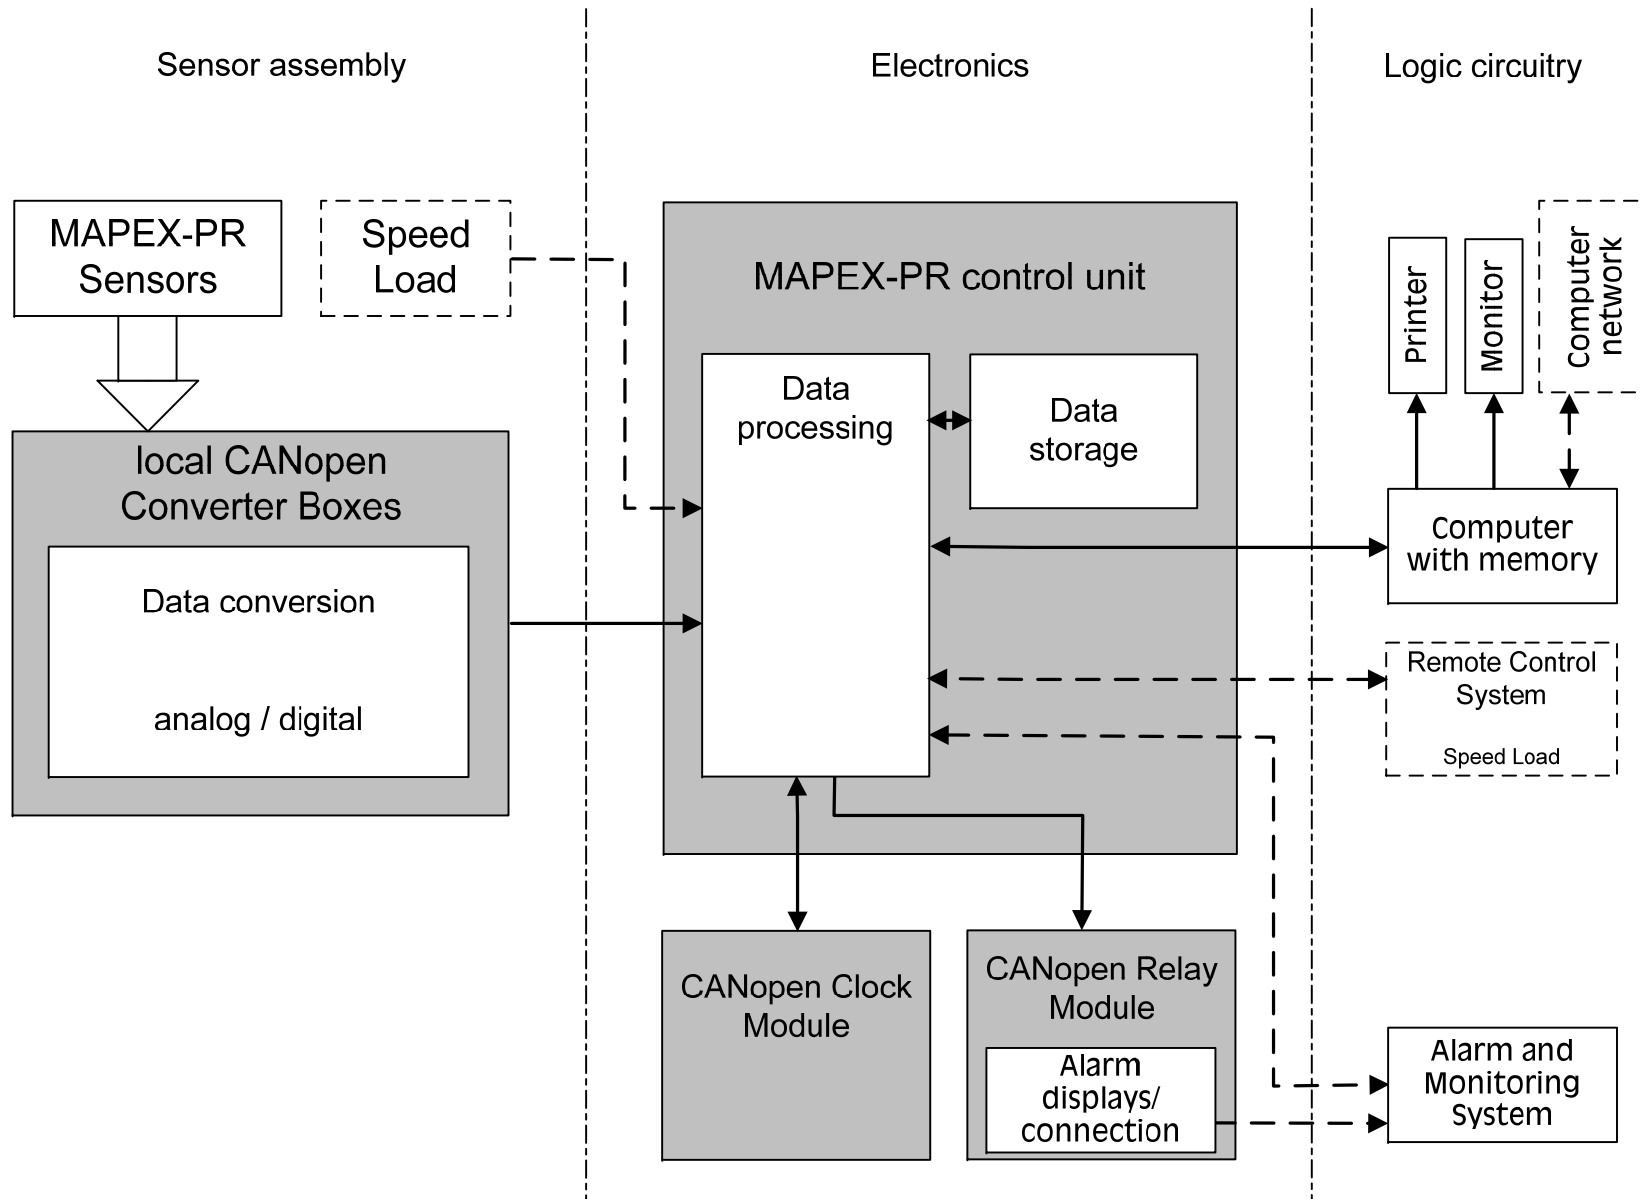 Sensor assembly
Electronics
Logic circuitry
MAPEX-PR
Sensors
Speed
Load
local CANopen
Converter Boxes
Data conversion
analog / digital
MAPEX-PR control unit
Data
processing
Data
storage
CANopen Clock
Module
CANopen Relay
Module
Alarm
displays/
connection
Printer
Monitor
Computer
network
Computer
with memory
Remote Control
System
Speed Load
Alarm and
Monitoring
System